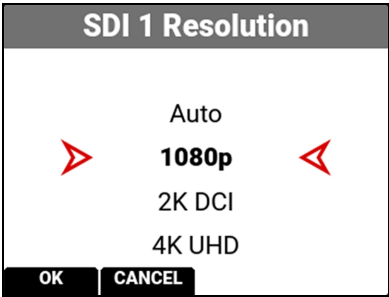 SDI 1 Resolution
Auto
1080p
2K DCI
4K UHD
OK CANCEL